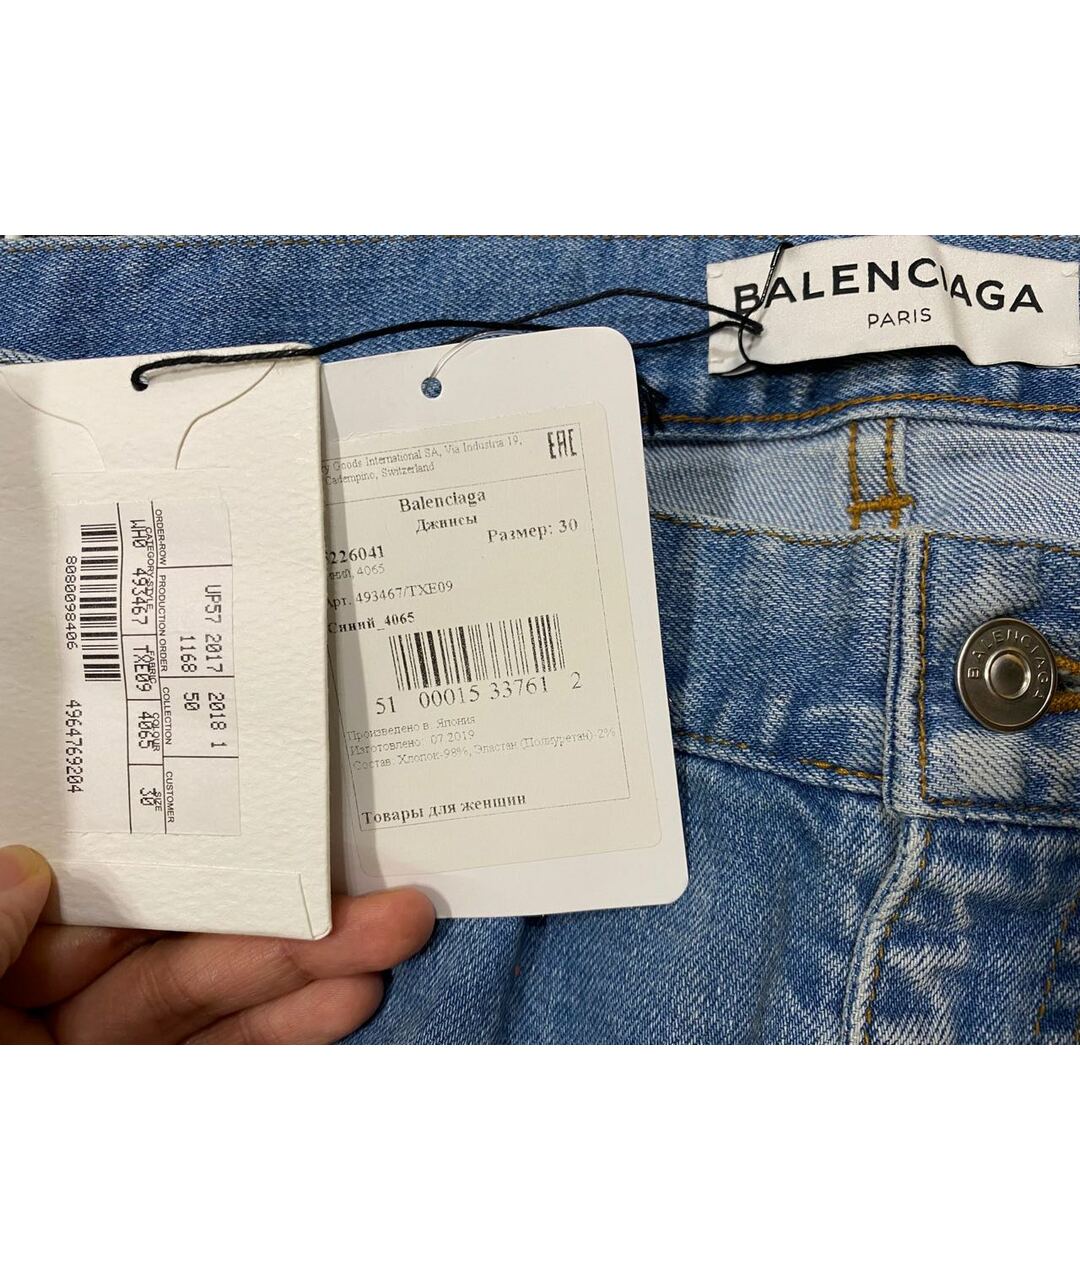 BALENCIAGA
PARIS
BALENCIAGA
Goods International SA, Via Industria 19,
Cadempino, Switzerland
EAC
Balenciaga
Джинсы
Размер: 30
226041
4065
493467/TXE09
Синий_4065
51 00015 33761 2
Произведено в: Япония
Изготовлено: 07.2019
Состав: Хлопок-98%, Эластан (Полиуретан)-2%
Товары для женщин
ORDER-ROW PRODUCTION ORDER COLLECTION CUSTOMER
VP57 2017 2018 1
1168 50
CATEGORY STYLE FABRIC COLOUR SIZE
WH0 493467 TXE09 4065 30
8080098406
4964769204